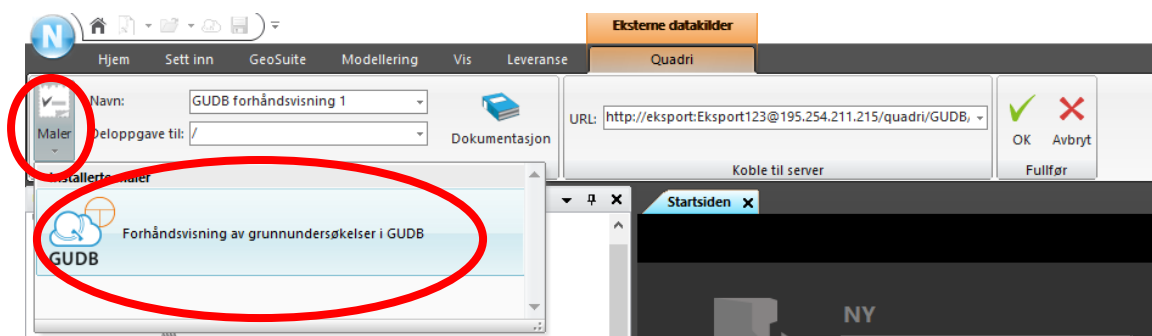 N
Eksterne datakilder
Hjem Sett inn GeoSuite Modellering Vis Leveranse Quadri
Navn: GUDB forhåndsvisning 1
Maler Deloppgave til: / Dokumentasjon
URL: http://eksport:Eksport123@195.254.211.215/quadri/GUDB,
OK Avbryt
Koble til server Fullfør
Installerte maler
Startsiden
Forhåndsvisning av grunnundersøkelser i GUDB
GUDB
NY